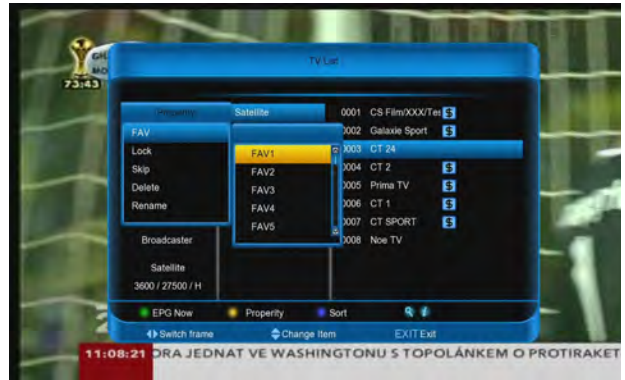 TV List
73:43
Satellite
FAV
Lock
Skip
Delete
Rename
FAV1
FAV2
FAV3
FAV4
FAV5
0001 CS Film/XXX/Tes $
0002 Galaxie Sport $
0003 CT 24
0004 CT 2 $
0005 Prima TV $
0006 CT 1 $
0007 CT SPORT $
0008 Noe TV
Broadcaster
Satellite
3600 / 27500 / H
EPG Now Property Sort
Switch frame Change Item EXIT Exit
11:08:21 ORA JEDNAT VE WASHINGTONU S TOPOLÁNKEM O PROTIRAKET